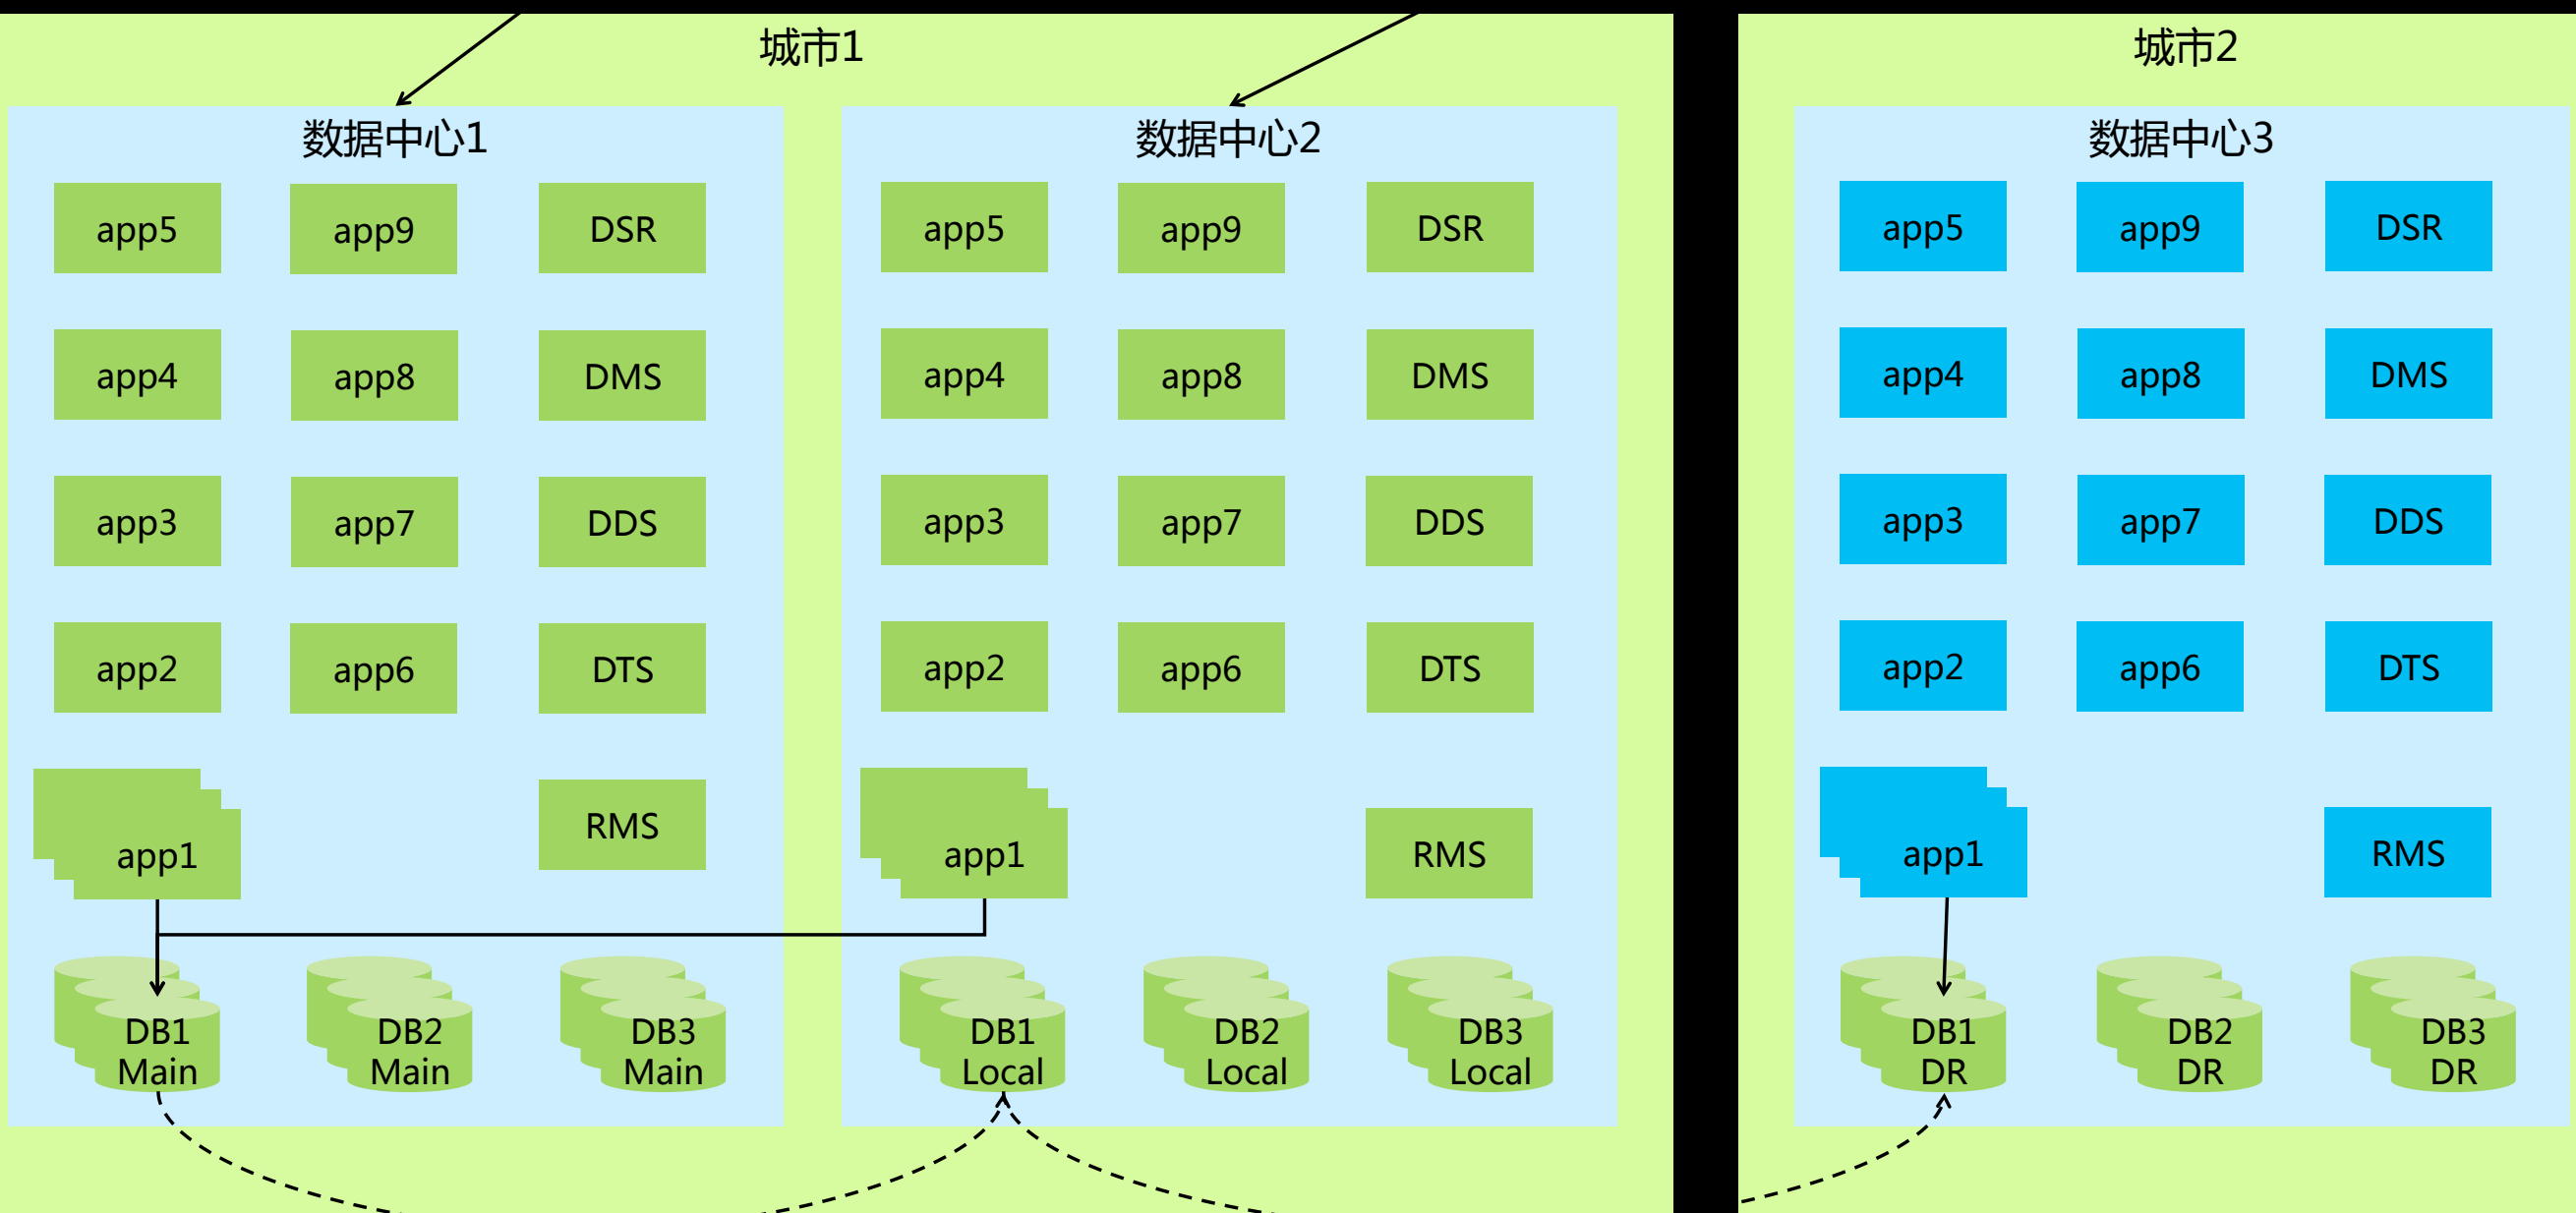 城市1
数据中心1
app5
app9
DSR
app4
app8
DMS
app3
app7
DDS
app2
app6
DTS
app1
RMS
DB1
Main
DB2
Main
DB3
Main
数据中心2
app5
app9
DSR
app4
app8
DMS
app3
app7
DDS
app2
app6
DTS
app1
RMS
DB1
Local
DB2
Local
DB3
Local
城市2
数据中心3
app5
app9
DSR
app4
app8
DMS
app3
app7
DDS
app2
app6
DTS
app1
RMS
DB1
DR
DB2
DR
DB3
DR